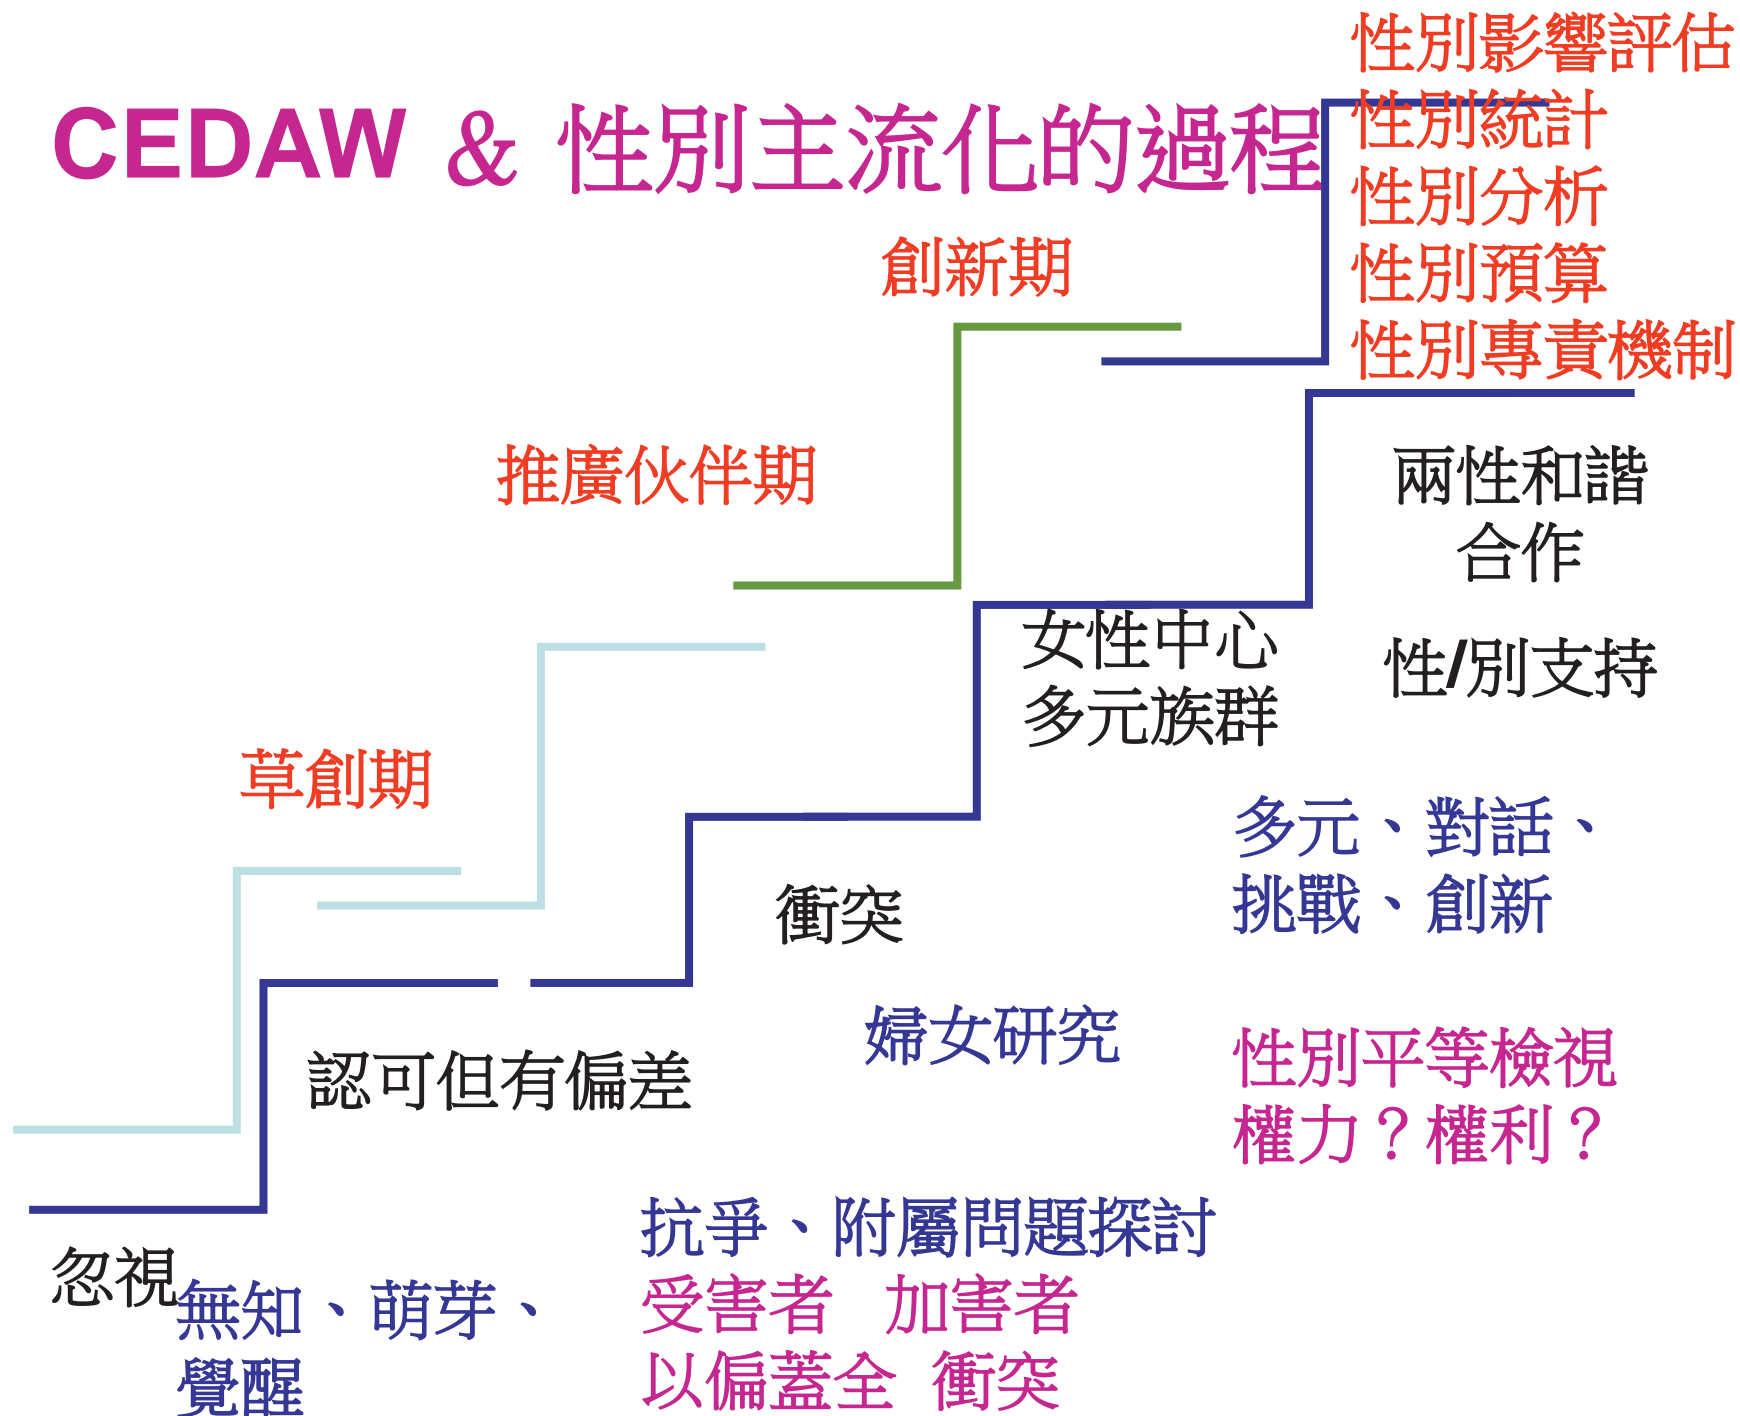 性別影響評估
性別統計
性別分析
性別預算
性別專責機制
CEDAW & 性別主流化的過程
創新期
推廣伙伴期
草創期
兩性和諧
合作
性/別支持
女性中心
多元族群
多元、對話、
挑戰、創新
衝突
婦女研究
認可但有偏差
性別平等檢視
權力？權利？
忽視
無知、萌芽、
覺醒
抗爭、附屬問題探討
受害者 加害者
以偏蓋全 衝突